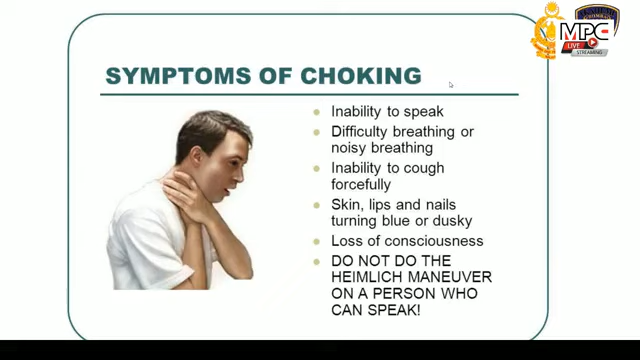 MPC
LIVE
STREAMING
SYMPTOMS OF CHOKING
Inability to speak
Difficulty breathing or
noisy breathing
Inability to cough
forcefully
Skin, lips and nails
turning blue or dusky
Loss of consciousness
DO NOT DO THE
HEIMLICH MANEUVER
ON A PERSON WHO
CAN SPEAK!